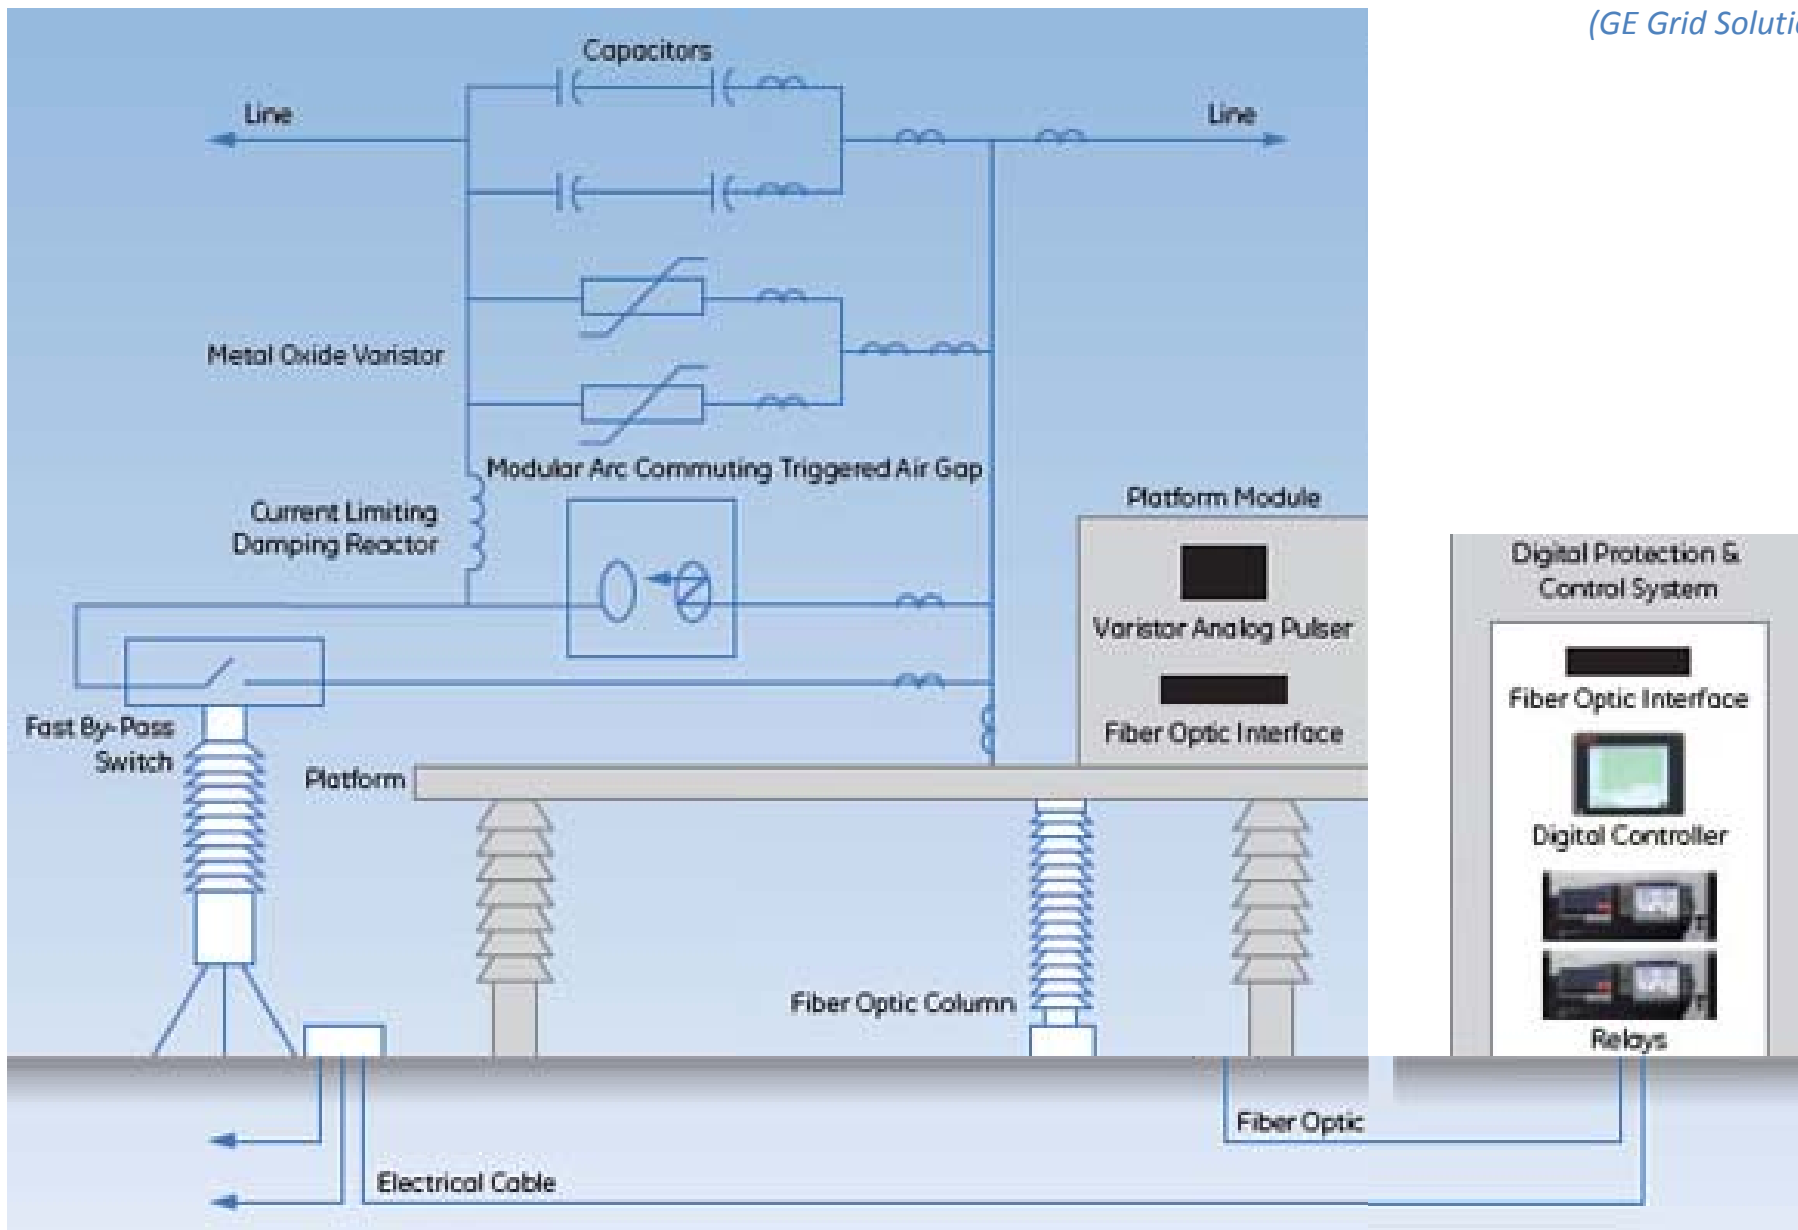 (GE Grid Solutio
Capacitors
Line
Line
Metal Oxide Varistor
Modular Arc Commuting Triggered Air Gap
Current Limiting
Damping Reactor
Platform Module
Varistor Analog Pulser
Fiber Optic Interface
Digital Protection &
Control System
Fiber Optic Interface
Digital Controller
Relays
Fast By-Pass
Switch
Platform
Fiber Optic Column
Fiber Optic
Electrical Cable